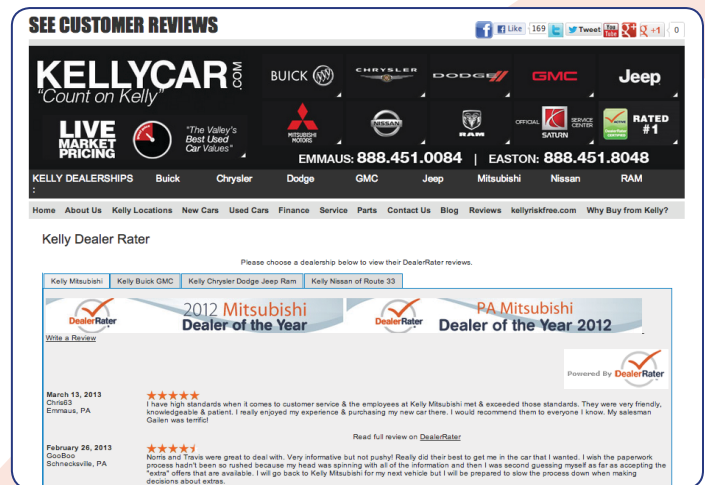 SEE CUSTOMER REVIEWS
Like 169 Tweet You Tube +1 0
KELLYCAR.COM
"Count on Kelly"
BUICK CHRYSLER DODGE GMC Jeep
LIVE MARKET PRICING
"The Valley's Best Used Car Values"
MITSUBISHI MOTORS NISSAN RAM OFFICIAL SATURN SERVICE CENTER RATED #1
EMMAUS: 888.451.0084 | EASTON: 888.451.8048
KELLY DEALERSHIPS : Buick Chrysler Dodge GMC Jeep Mitsubishi Nissan RAM
Home About Us Kelly Locations New Cars Used Cars Finance Service Parts Contact Us Blog Reviews kellyriskfree.com Why Buy from Kelly?
Kelly Dealer Rater
Please choose a dealership below to view their DealerRater reviews.
Kelly Mitsubishi Kelly Buick GMC Kelly Chrysler Dodge Jeep Ram Kelly Nissan of Route 33
DealerRater 2012 Mitsubishi Dealer of the Year
DealerRater PA Mitsubishi Dealer of the Year 2012
Write a Review
Powered By DealerRater
March 13, 2013
Chris63
Emmaus, PA
I have high standards when it comes to customer service & the employees at Kelly Mitsubishi met & exceeded those standards. They were very friendly,
knowledgeable & patient. I really enjoyed my experience & purchasing my new car there. I would recommend them to everyone I know. My salesman
Gailen was terrific!
Read full review on DealerRater
February 26, 2013
GooBoo
Schnecksville, PA
Norris and Travis were great to deal with. Very informative but not pushy! Really did their best to get me in the car that I wanted. I wish the paperwork
process hadn't been so rushed because my head was spinning with all of the information and then I was second guessing myself as far as accepting the
"extra" offers that are available. I will go back to Kelly Mitsubishi for my next vehicle but I will be prepared to slow the process down when making
decisions about extras.